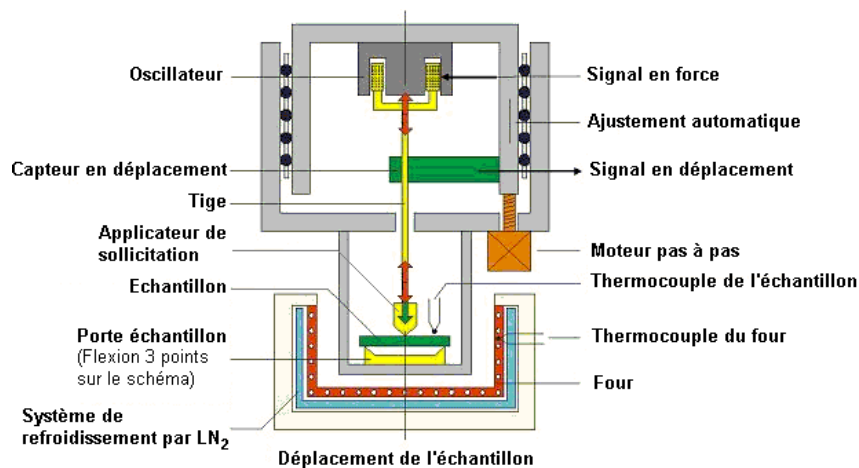 Oscillateur
Signal en force
Ajustement automatique
Capteur en déplacement
Signal en déplacement
Tige
Applicateur de
sollicitation
Moteur pas à pas
Echantillon
Thermocouple de l'échantillon
Porte échantillon
(Flexion 3 points
sur le schéma)
Thermocouple du four
Four
Système de
refroidissement par LN₂
Déplacement de l'échantillon